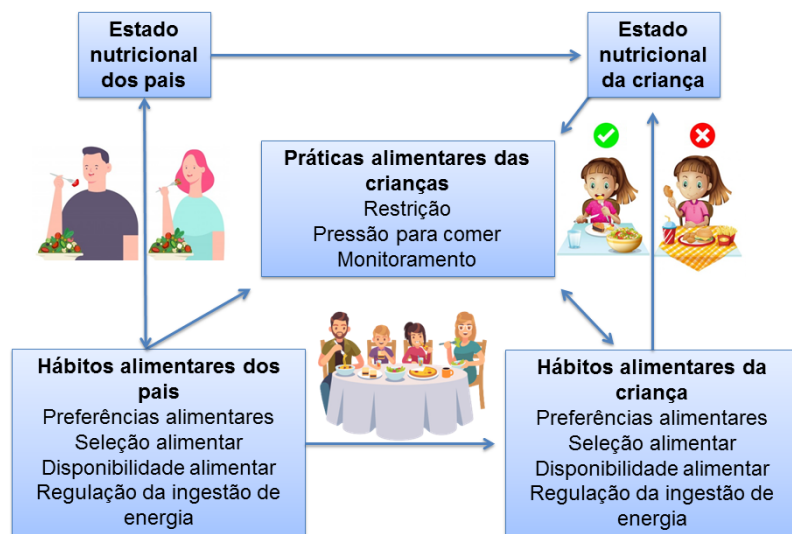 Estado
nutricional
dos pais
Estado
nutricional
da criança
Práticas alimentares das
crianças
Restrição
Pressão para comer
Monitoramento
Hábitos alimentares dos
pais
Preferências alimentares
Seleção alimentar
Disponibilidade alimentar
Regulação da ingestão de
energia
Hábitos alimentares da
criança
Preferências alimentares
Seleção alimentar
Disponibilidade alimentar
Regulação da ingestão de
energia